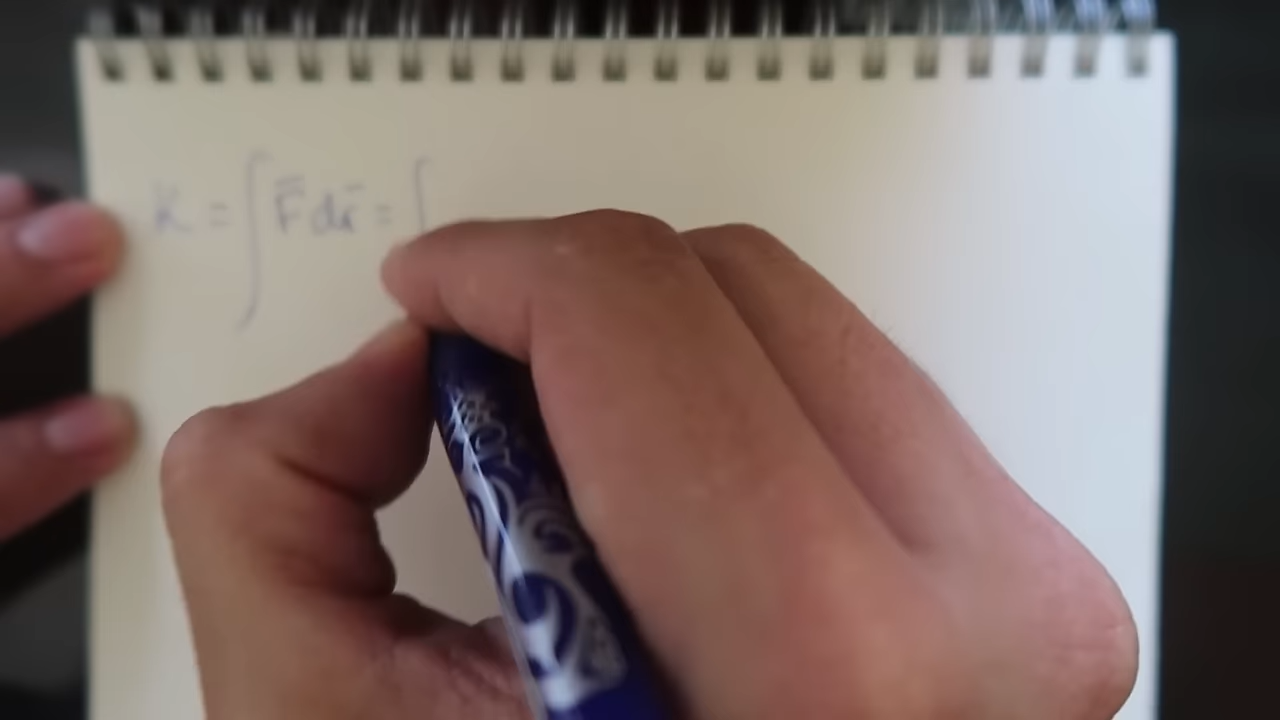 K = ∫ F̅ dr̅ = ∫